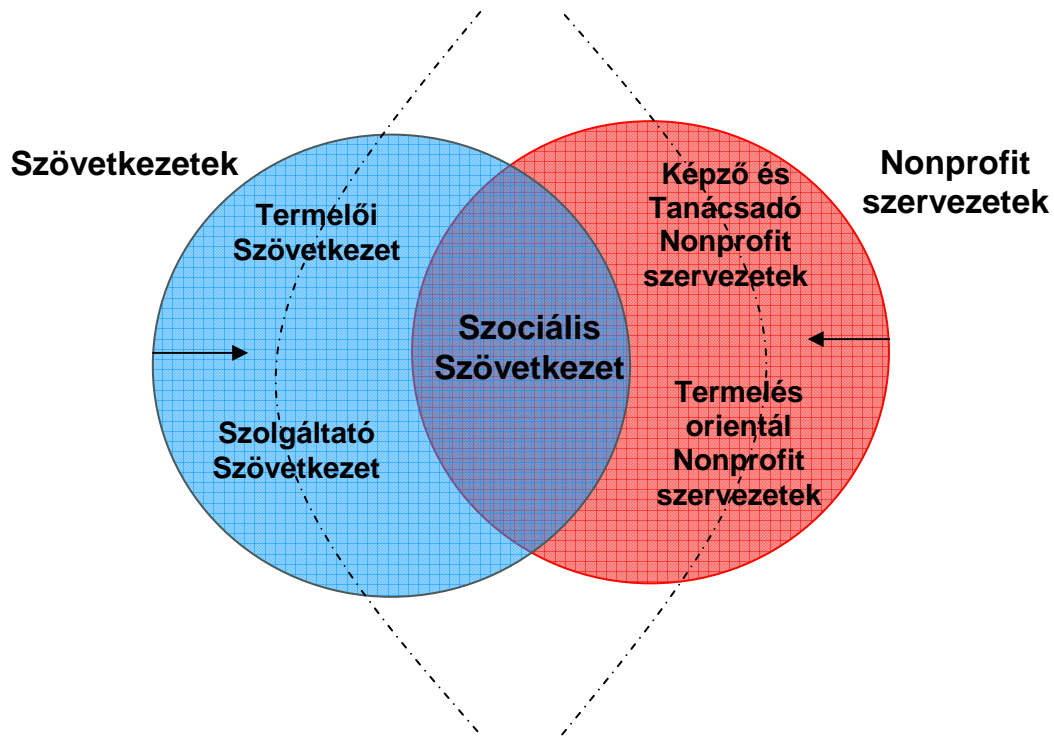 Szövetkezetek
Termelői
Szövetkezet
Szolgáltató
Szövetkezet
Szociális
Szövetkezet
Képző és
Tanácsadó
Nonprofit
szervezetek
Termelés
orientál
Nonprofit
szervezetek
Nonprofit
szervezetek